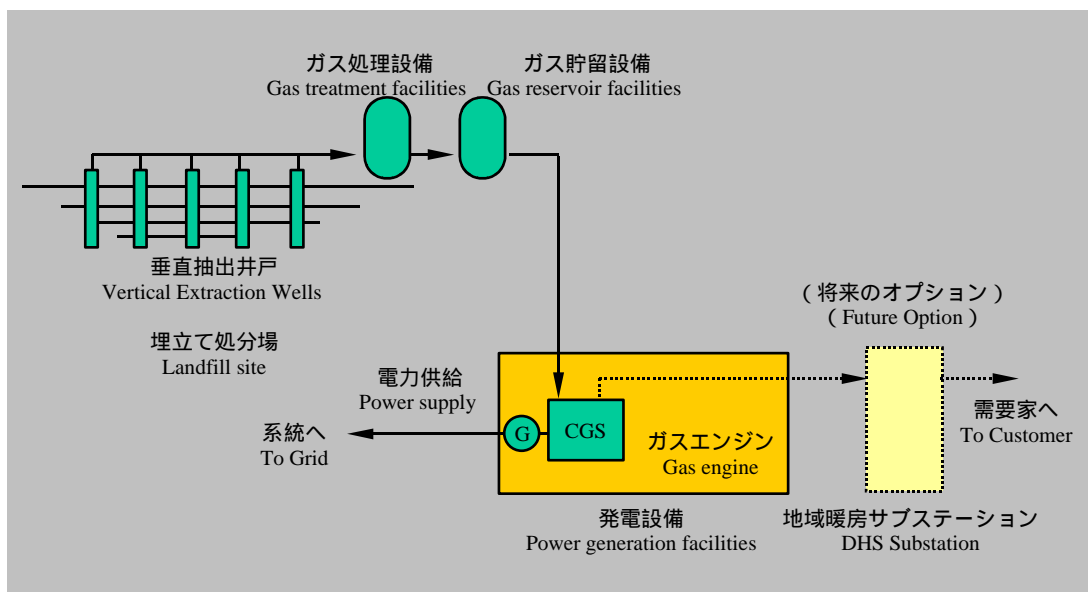 ガス処理設備
Gas treatment facilities
ガス貯留設備
Gas reservoir facilities
垂直抽出井戸
Vertical Extraction Wells
埋立て処分場
Landfill site
(将来のオプション)
(Future Option)
電力供給
Power supply
系統へ
To Grid
G
CGS
ガスエンジン
Gas engine
需要家へ
To Customer
発電設備
Power generation facilities
地域暖房サブステーション
DHS Substation